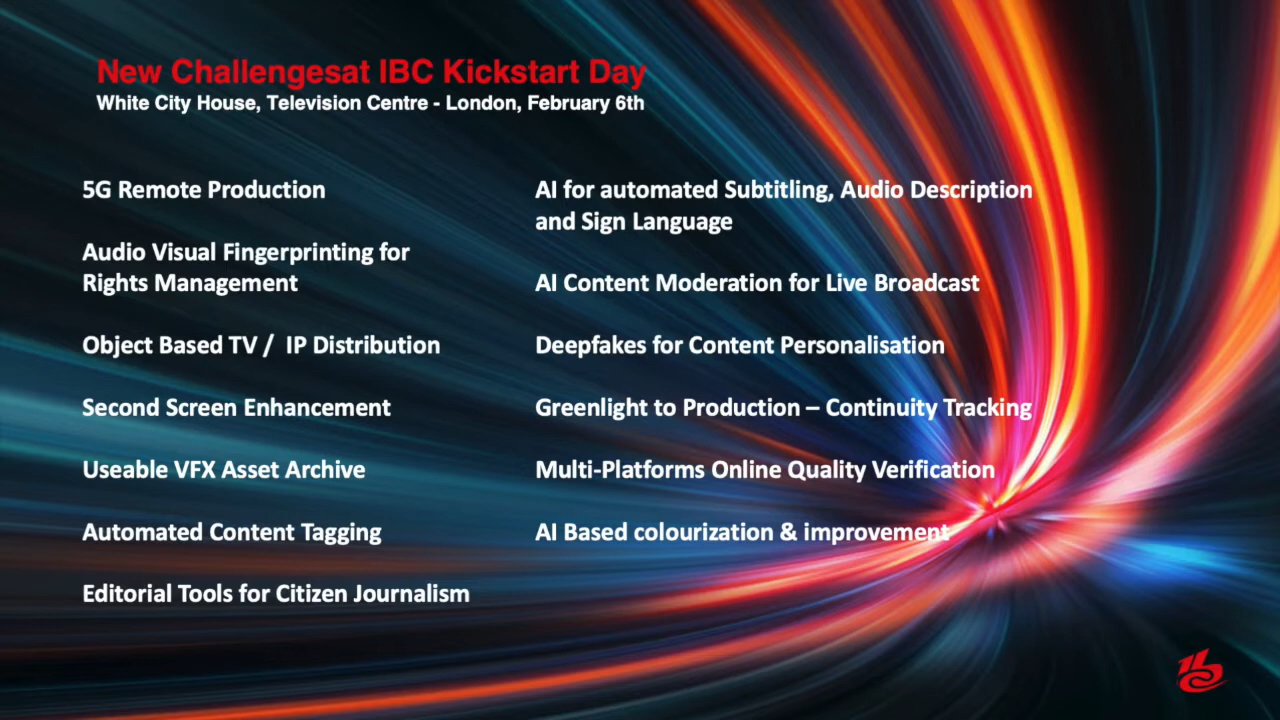 New Challengesat IBC Kickstart Day
White City House, Television Centre - London, February 6th
5G Remote Production
Audio Visual Fingerprinting for
Rights Management
Object Based TV /  IP Distribution
Second Screen Enhancement
Useable VFX Asset Archive
Automated Content Tagging
Editorial Tools for Citizen Journalism
AI for automated Subtitling, Audio Description
and Sign Language
AI Content Moderation for Live Broadcast
Deepfakes for Content Personalisation
Greenlight to Production – Continuity Tracking
Multi-Platforms Online Quality Verification
AI Based colourization & improvement